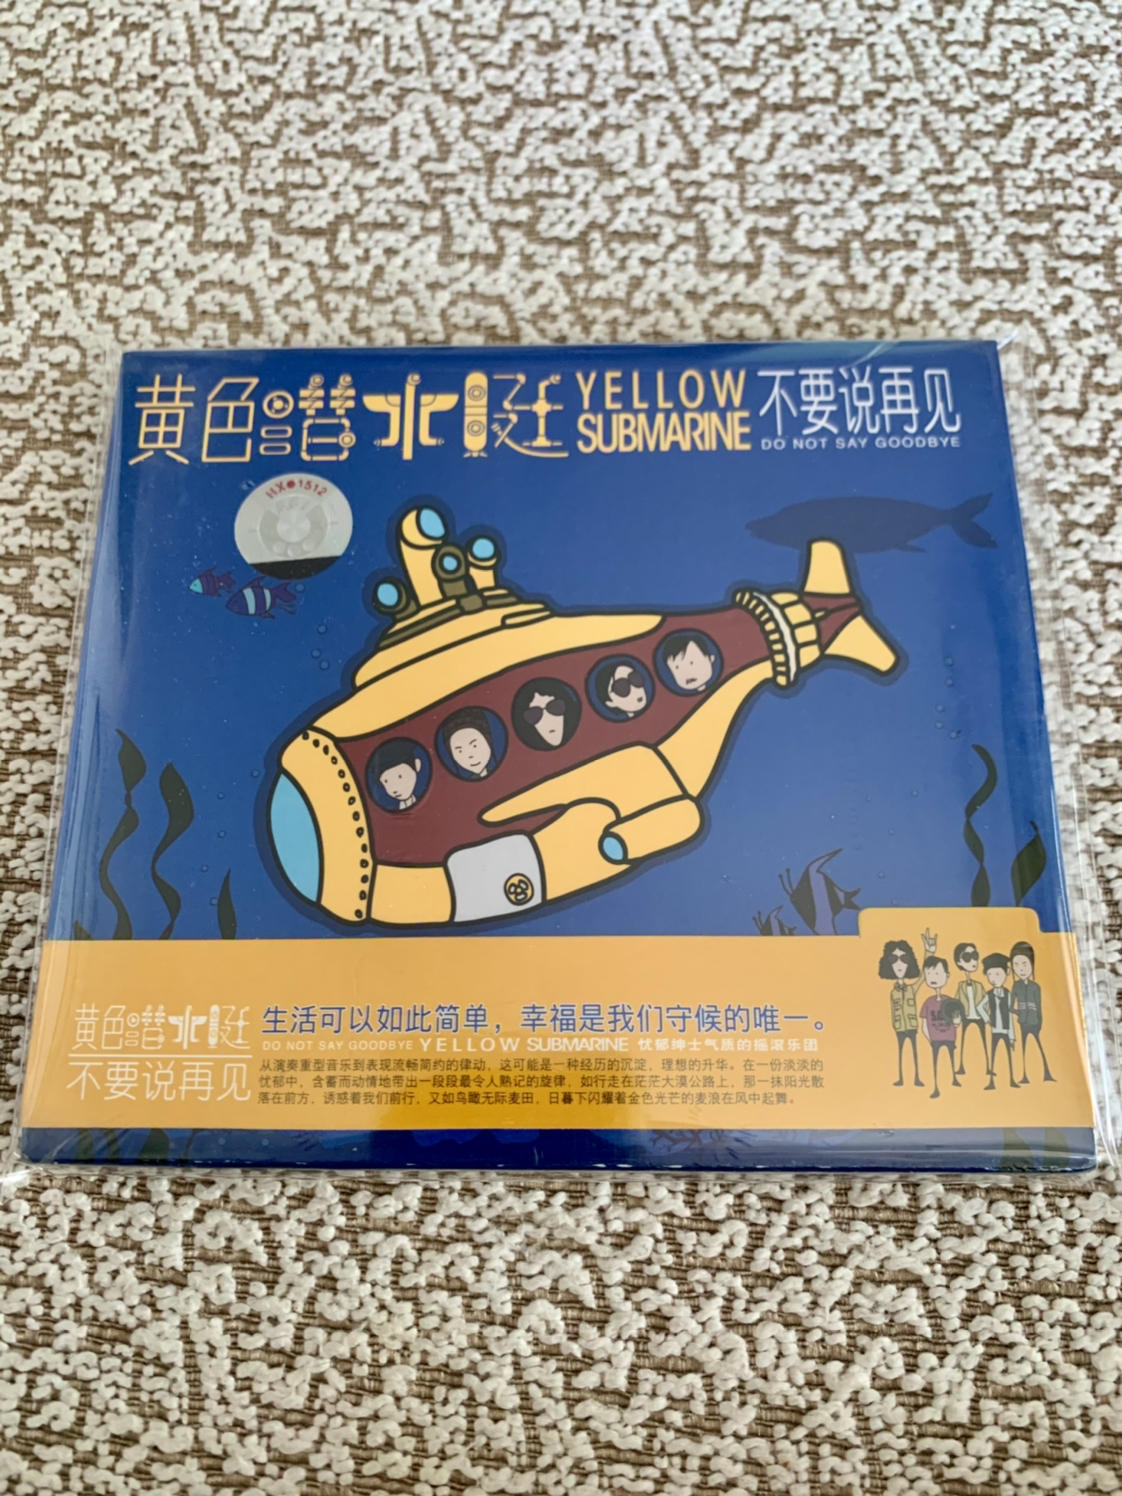 黄色潜水艇
YELLOW
SUBMARINE
不要说再见
DO NOT SAY GOODBYE
HX●1512
黄色潜水艇
不要说再见
生活可以如此简单，幸福是我们守候的唯一。
DO NOT SAY GOODBYE YELLOW SUBMARINE 忧郁绅士气质的摇滚乐团
从演奏重型音乐到表现流畅简约的律动，这可能是一种经历的沉淀，理想的升华。在一份淡淡的
忧郁中，含蓄而动情地带出一段段最令人熟记的旋律，如行走在茫茫大漠公路上，那一抹阳光散
落在前方，诱惑着我们前行，又如鸟瞰无际麦田，日暮下闪耀着金色光芒的麦浪在风中起舞。